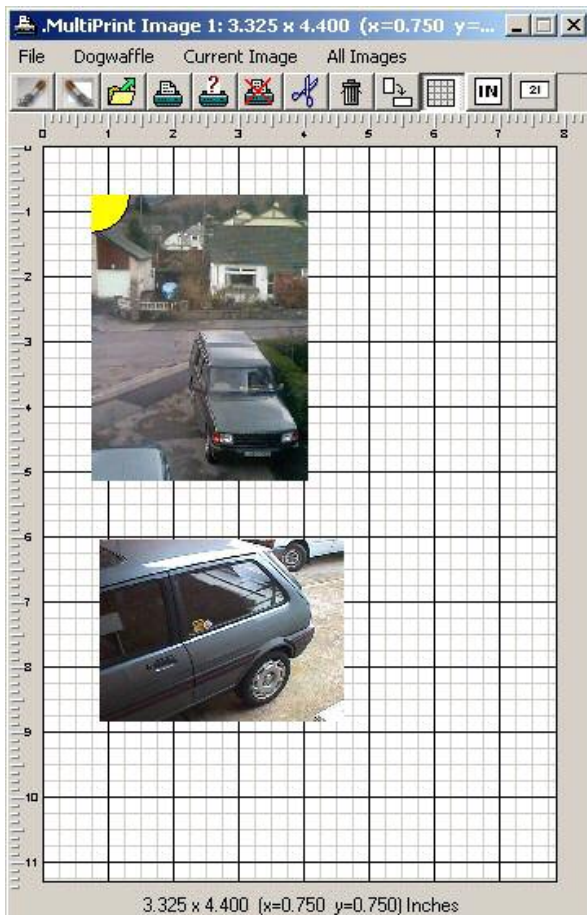 .MultiPrint Image 1: 3.325 x 4.400 (x=0.750 y=...
File Dogwaffle Current Image All Images
IN 21
0 1 2 3 4 5 6 7 8
0
1
2
3
4
5
6
7
8
9
10
11
3.325 x 4.400 (x=0.750 y=0.750) Inches